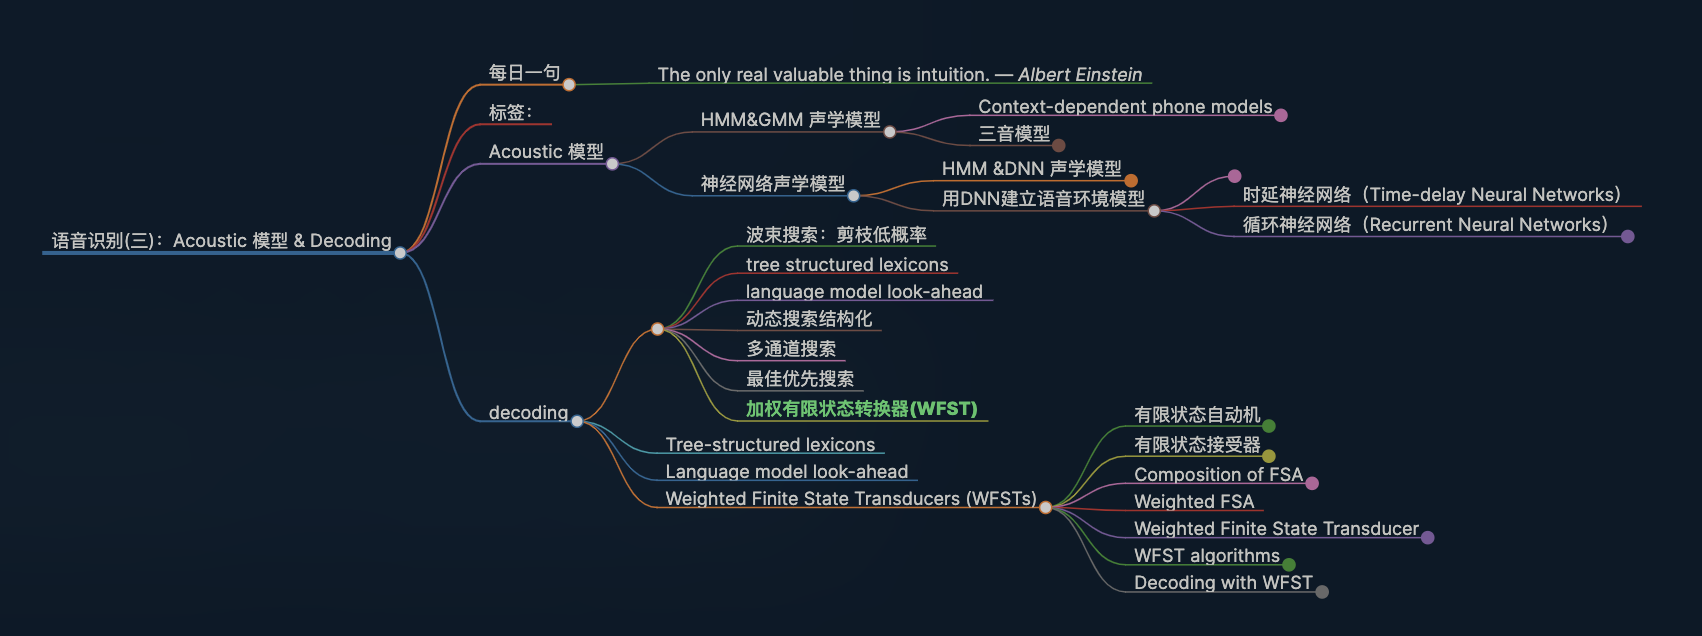 语音识别(三)：Acoustic 模型 & Decoding
每日一句
The only real valuable thing is intuition. — Albert Einstein
标签：
Acoustic 模型
HMM&GMM 声学模型
Context-dependent phone models
三音模型
神经网络声学模型
HMM &DNN 声学模型
用DNN建立语音环境模型
时延神经网络（Time-delay Neural Networks）
循环神经网络（Recurrent Neural Networks）
decoding
波束搜索：剪枝低概率
tree structured lexicons
language model look-ahead
动态搜索结构化
多通道搜索
最佳优先搜索
加权有限状态转换器(WFST)
Tree-structured lexicons
Language model look-ahead
Weighted Finite State Transducers (WFSTs)
有限状态自动机
有限状态接受器
Composition of FSA
Weighted FSA
Weighted Finite State Transducer
WFST algorithms
Decoding with WFST